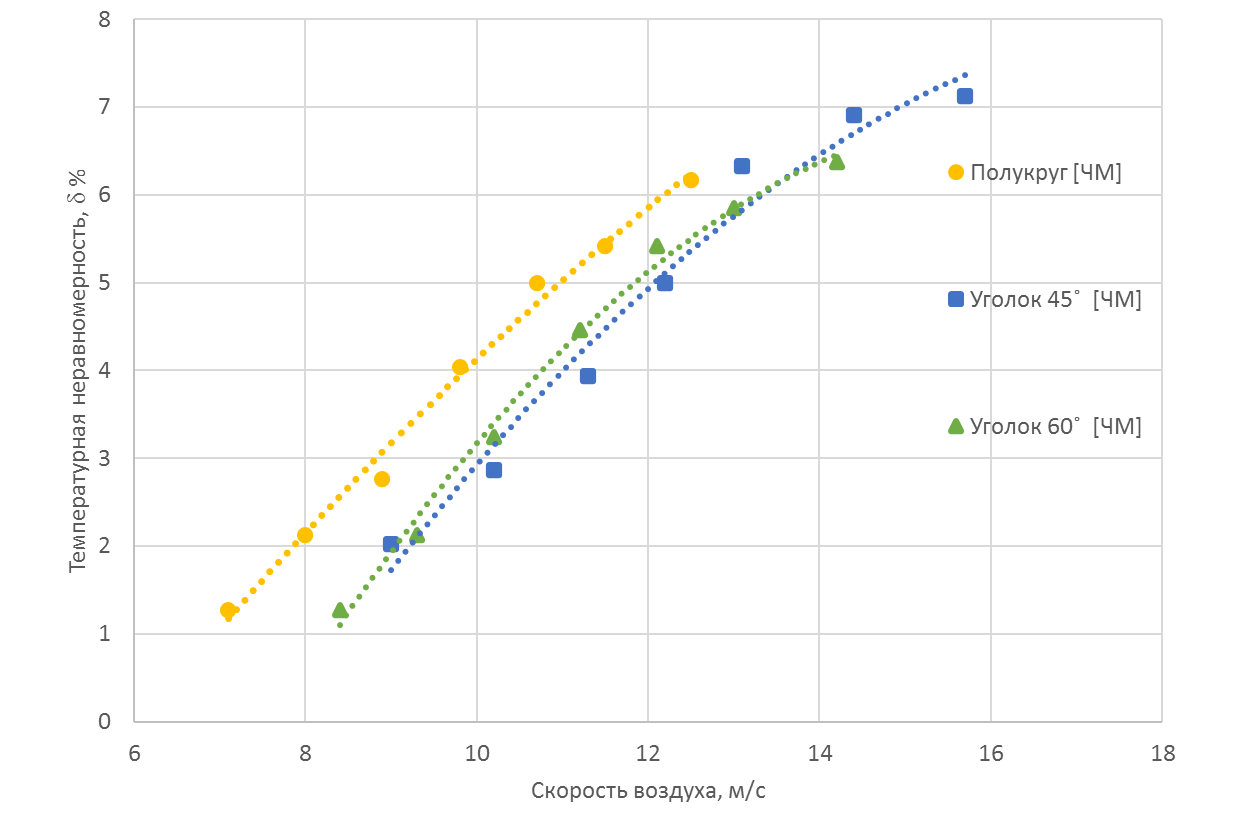 8
7
6
5
4
3
2
1
0
Температурная неравномерность, δ %
6 8 10 12 14 16 18
Скорость воздуха, м/с
Полукруг [ЧМ]
Уголок 45˚ [ЧМ]
Уголок 60˚ [ЧМ]